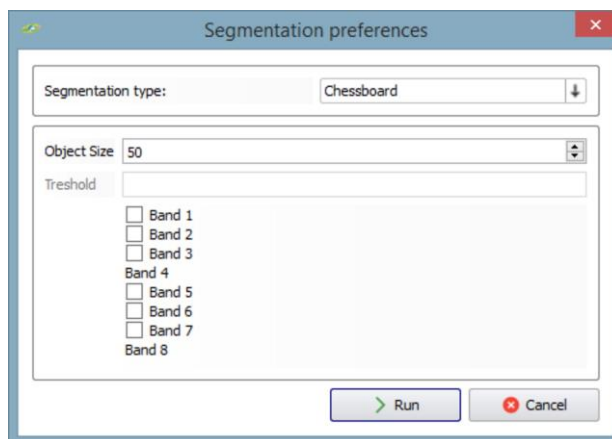 Segmentation preferences
Segmentation type: Chessboard
Object Size 50
Treshold
Band 1
Band 2
Band 3
Band 4
Band 5
Band 6
Band 7
Band 8
Run Cancel